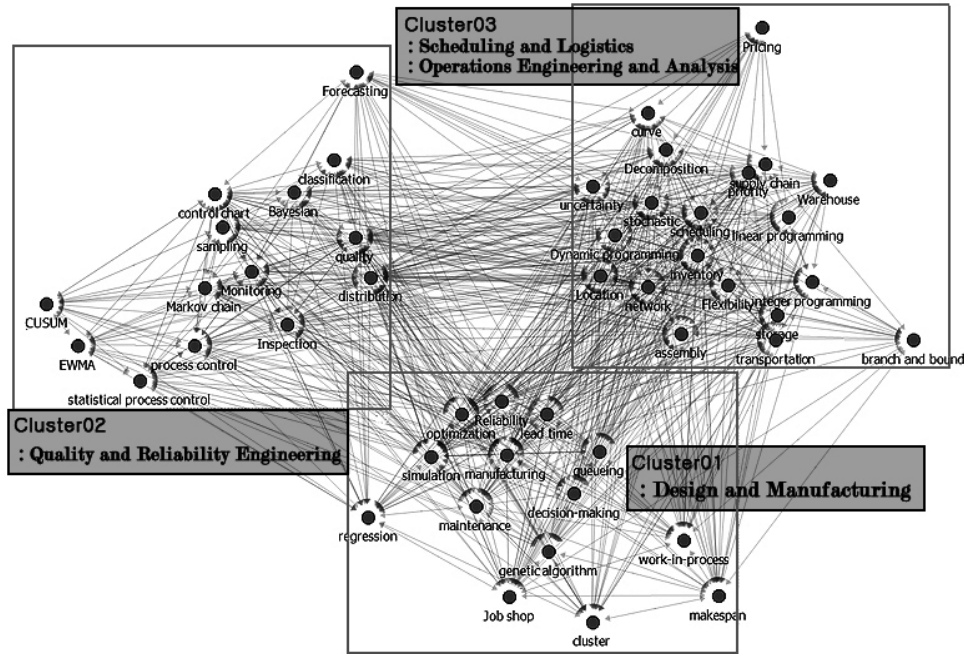 Cluster03
: Scheduling and Logistics
: Operations Engineering and Analysis
Pricing
Forecasting
curve
Decomposition
classification
supply chain
priority
Warehouse
control chart
Bayesian
uncertainty
stochastic
scheduling
linear programming
sampling
quality
Dynamic programming
inventory
Monitoring
distribution
Markov chain
Location
network
Flexibility
integer programming
CUSUM
Inspection
storage
EWMA
process control
assembly
transportation
branch and bound
statistical process control
Cluster02
: Quality and Reliability Engineering
Reliability
optimization
lead time
simulation
manufacturing
queueing
Cluster01
: Design and Manufacturing
maintenance
decision-making
regression
genetic algorithm
work-in-process
Job shop
makespan
cluster